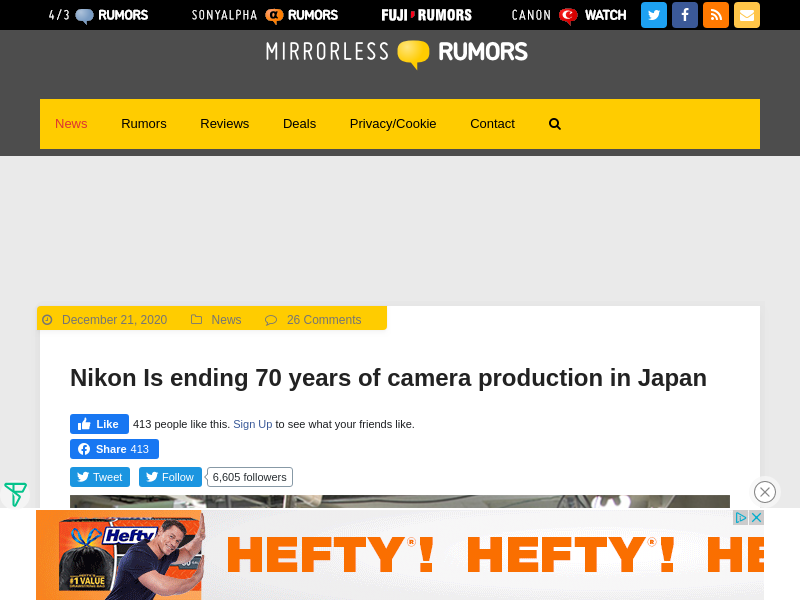 4/3 RUMORS SONYALPHA α RUMORS FUJI RUMORS CANON WATCH
MIRRORLESS RUMORS
News Rumors Reviews Deals Privacy/Cookie Contact
December 21, 2020 News 26 Comments
Nikon Is ending 70 years of camera production in Japan
Like 413 people like this. Sign Up to see what your friends like.
Share 413
Tweet Follow 6,605 followers
Hefty
#1 VALUE
HEFTY®! HEFTY®! HE